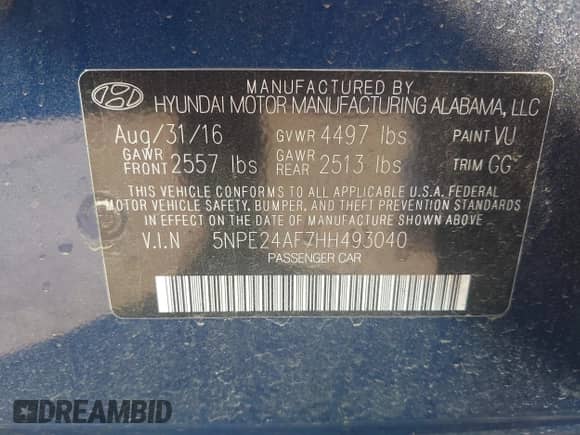 MANUFACTURED BY
HYUNDAI MOTOR MANUFACTURING ALABAMA, LLC
Aug/31/16 GVWR 4497 lbs PAINT VU
GAWR FRONT 2557 lbs GAWR REAR 2513 lbs TRIM GG
THIS VEHICLE CONFORMS TO ALL APPLICABLE U.S.A. FEDERAL
MOTOR VEHICLE SAFETY, BUMPER, AND THEFT PREVENTION STANDARDS
IN EFFECT ON THE DATE OF MANUFACTURE SHOWN ABOVE.
V.I.N 5NPE24AF7HH493040
PASSENGER CAR
DREAMBID